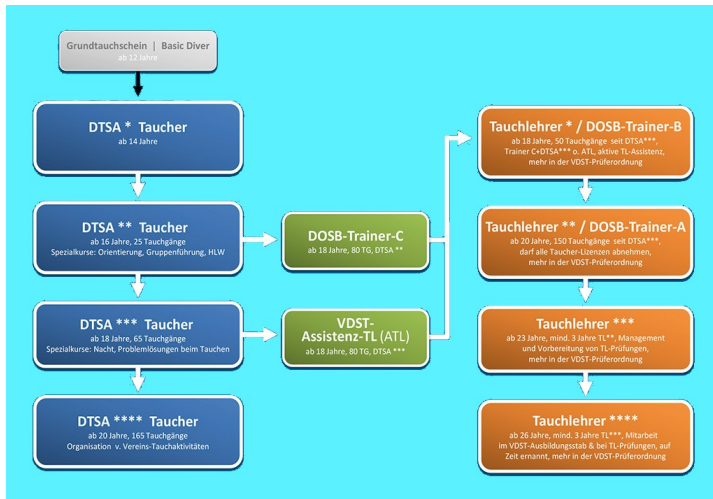 Grundtauchschein | Basic Diver
ab 12 Jahre
DTSA * Taucher
ab 14 Jahre
DTSA ** Taucher
ab 16 Jahre, 25 Tauchgänge
Spezialkurse: Orientierung, Gruppenführung, HLW
DTSA *** Taucher
ab 18 Jahre, 65 Tauchgänge
Spezialkurse: Nacht, Problemlösungen beim Tauchen
DTSA **** Taucher
ab 20 Jahre, 165 Tauchgänge
Organisation v. Vereins-Tauchaktivitäten
DOSB-Trainer-C
ab 18 Jahre, 80 TG, DTSA **
VDST-
Assistenz-TL (ATL)
ab 18 Jahre, 80 TG, DTSA ***
Tauchlehrer * / DOSB-Trainer-B
ab 18 Jahre, 50 Tauchgänge seit DTSA***,
Trainer C+DTSA*** o. ATL, aktive TL-Assistenz,
mehr in der VDST-Prüferordnung
Tauchlehrer ** / DOSB-Trainer-A
ab 20 Jahre, 150 Tauchgänge seit DTSA***,
darf alle Taucher-Lizenzen abnehmen,
mehr in der VDST-Prüferordnung
Tauchlehrer ***
ab 23 Jahre, mind. 3 Jahre TL**, Management
und Vorbereitung von TL-Prüfungen,
mehr in der VDST-Prüferordnung
Tauchlehrer ****
ab 26 Jahre, mind. 3 Jahre TL***, Mitarbeit
im VDST-Ausbildungsstab & bei TL-Prüfungen, auf
Zeit ernannt, mehr in der VDST-Prüferordnung